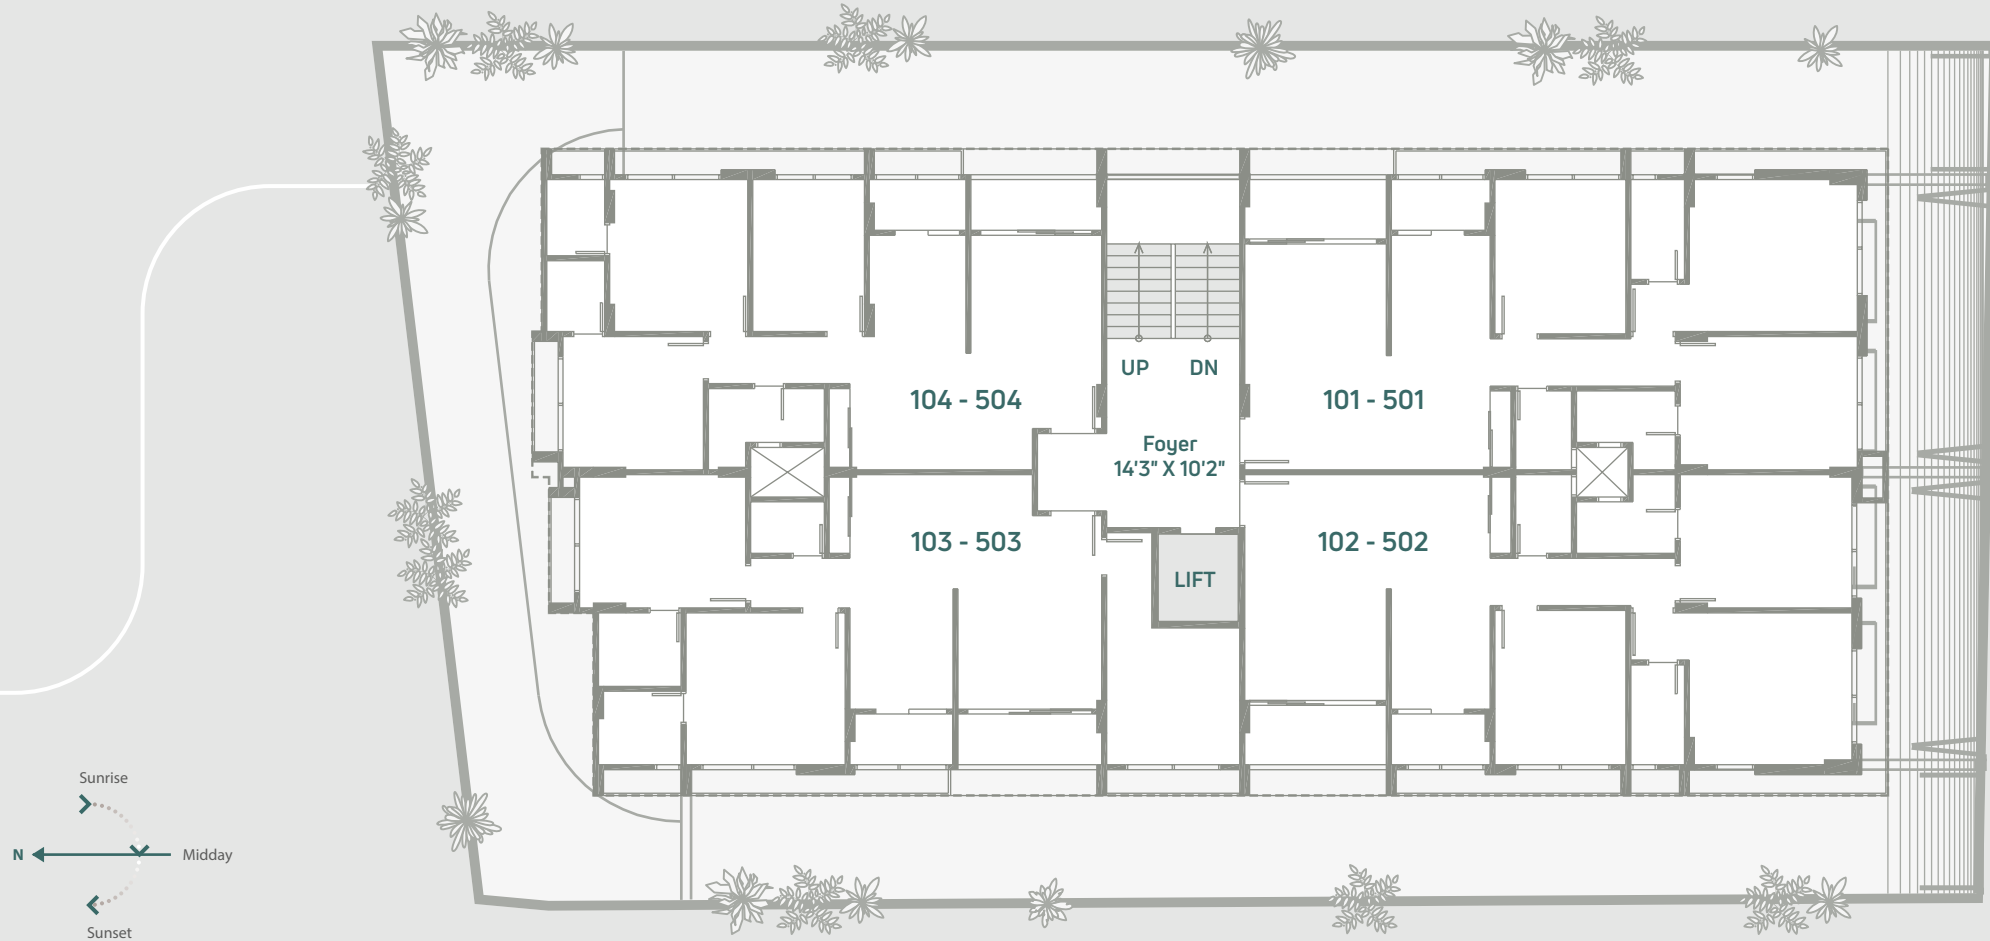 UP
DN
104 - 504
101 - 501
Foyer
14'3" X 10'2"
103 - 503
102 - 502
LIFT
Sunrise
N
Midday
Sunset